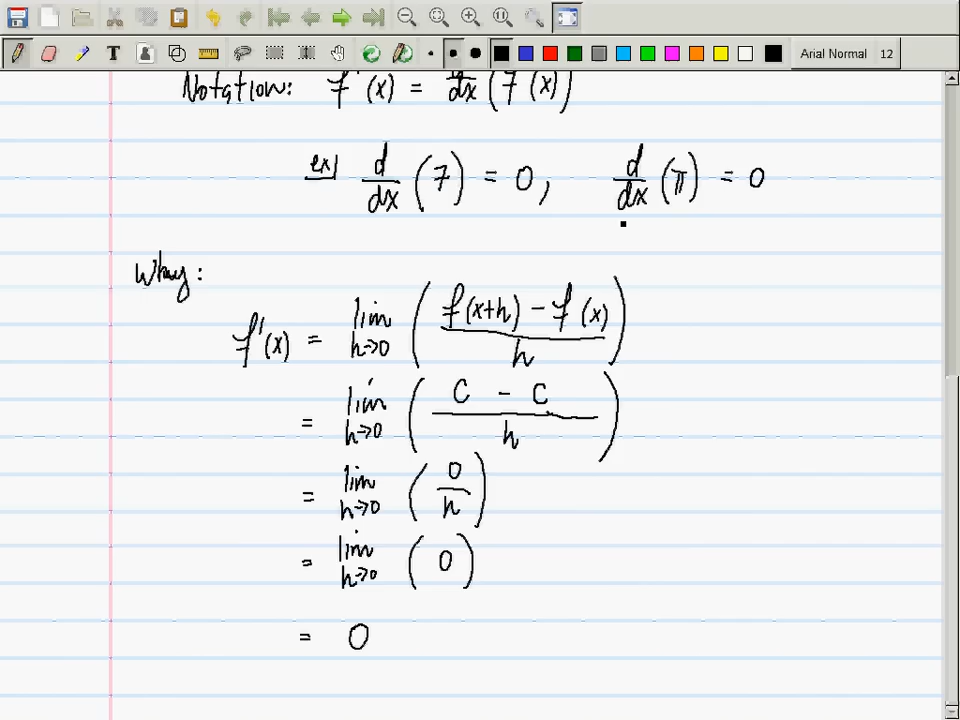 Arial Normal 12
Notation: f'(x) = d/dx (f(x))
ex) d/dx (7) = 0, d/dx (π) = 0
Why:
f'(x) = lim h→0 ( f(x+h) - f(x) / h )
= lim h→0 ( C - C / h )
= lim h→0 ( 0 / h )
= lim h→0 ( 0 )
= 0